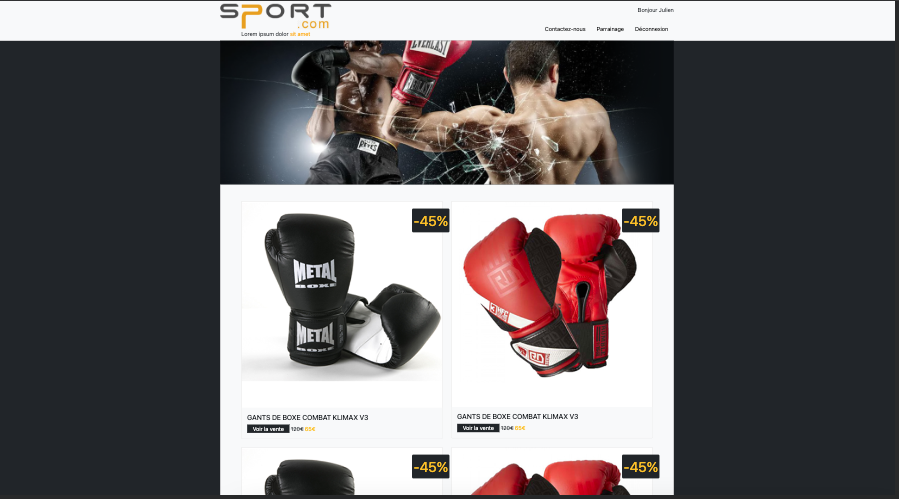 SPORT
.com
Lorem ipsum dolor sit amet
Bonjour Julien
Contactez-nous Parrainage Déconnexion
EVERLAST
EVERLAST
-45%
-45%
METAL
BOXE
METAL
BOXE
GANTS DE BOXE COMBAT KLIMAX V3
Voir la vente 120€ 65€
GANTS DE BOXE COMBAT KLIMAX V3
Voir la vente 120€ 65€
-45%
-45%